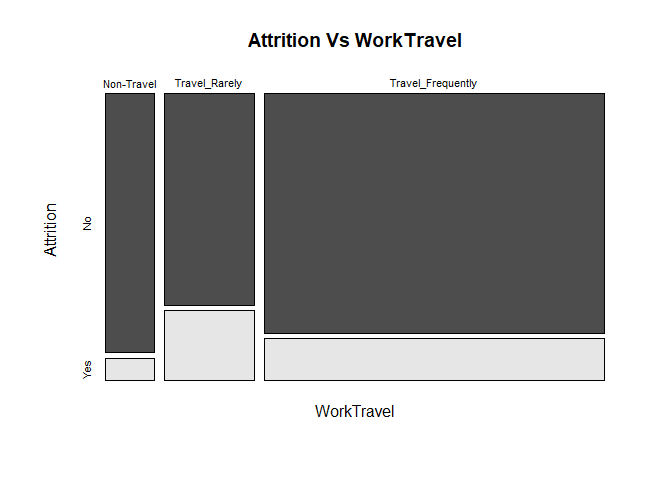 Attrition Vs WorkTravel
Non-Travel
Travel_Rarely
Travel_Frequently
Attrition
No
Yes
WorkTravel